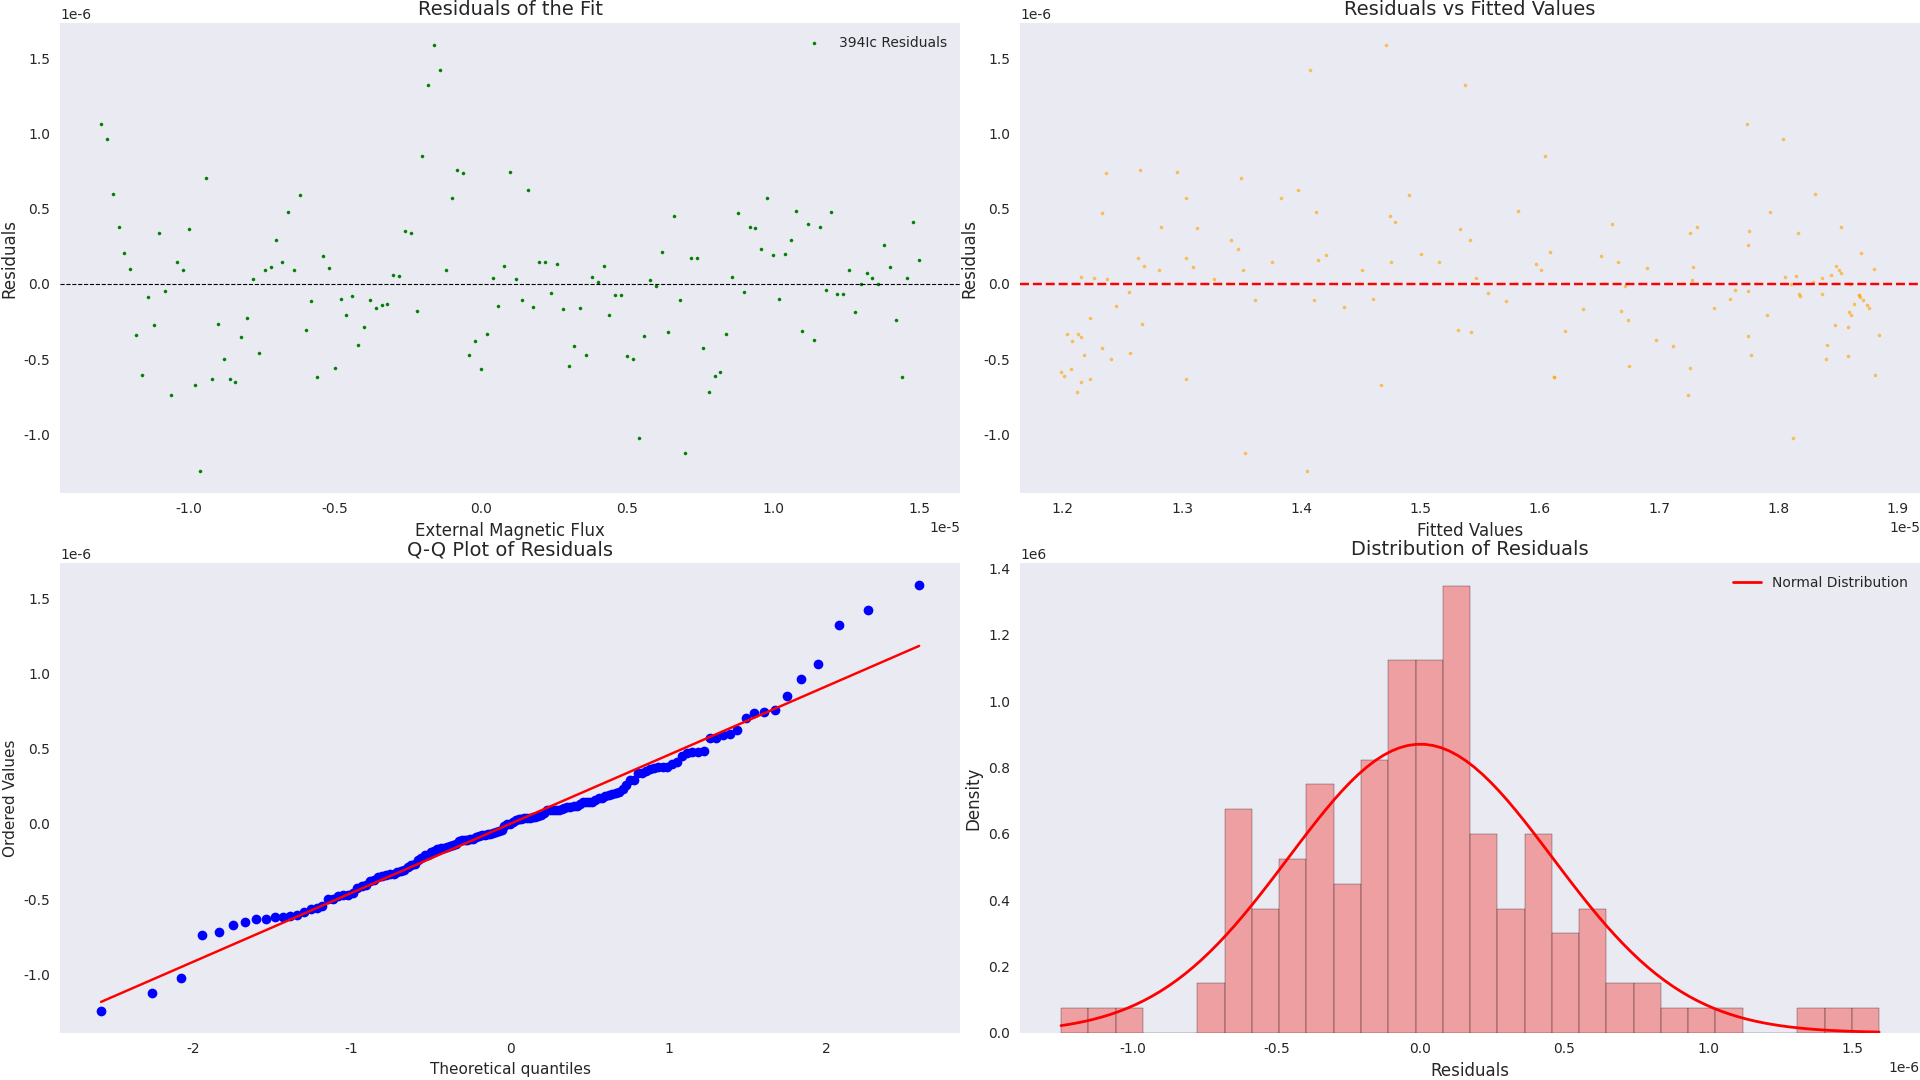 Residuals of the Fit
1e-6
394Ic Residuals
1.5
1.0
0.5
0.0
-0.5
-1.0
Residuals
-1.0 -0.5 0.0 0.5 1.0 1.5
1e-5
External Magnetic Flux
Residuals vs Fitted Values
1e-6
1.5
1.0
0.5
0.0
-0.5
-1.0
Residuals
1.2 1.3 1.4 1.5 1.6 1.7 1.8 1.9
1e-5
Fitted Values
Q-Q Plot of Residuals
1e-6
1.5
1.0
0.5
0.0
-0.5
-1.0
Ordered Values
-2 -1 0 1 2
Theoretical quantiles
Distribution of Residuals
1e6
Normal Distribution
1.4
1.2
1.0
0.8
0.6
0.4
0.2
0.0
Density
-1.0 -0.5 0.0 0.5 1.0 1.5
1e-6
Residuals